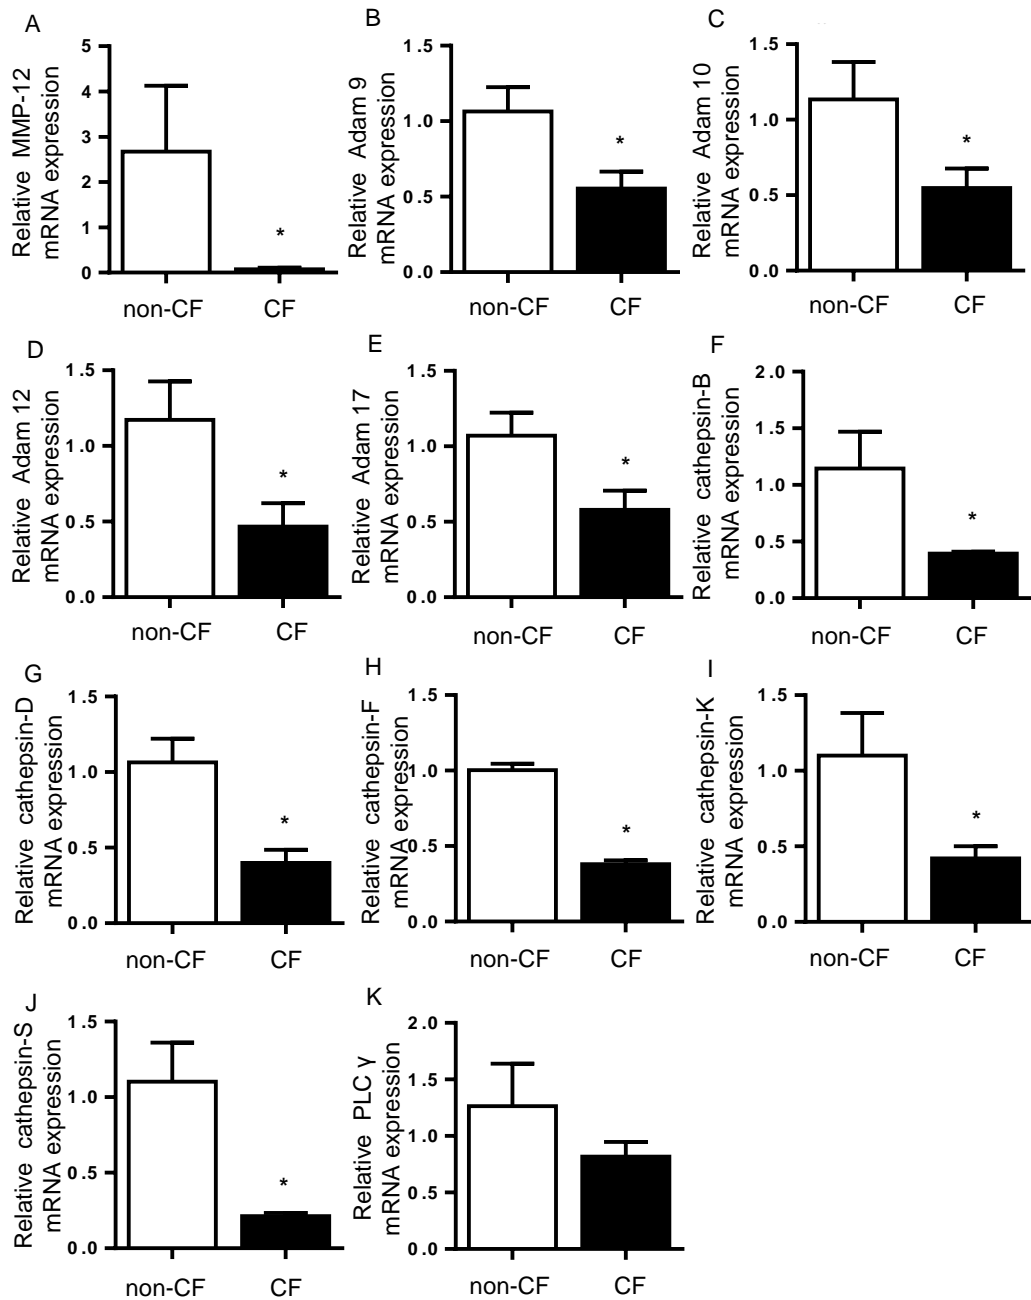 A
Relative MMP-12
mRNA expression
5
4
3
2
1
0
*
non-CF CF
B
Relative Adam 9
mRNA expression
1.5
1.0
0.5
0.0
*
non-CF CF
C
Relative Adam 10
mRNA expression
1.5
1.0
0.5
0.0
*
non-CF CF
D
Relative Adam 12
mRNA expression
1.5
1.0
0.5
0.0
*
non-CF CF
E
Relative Adam 17
mRNA expression
1.5
1.0
0.5
0.0
*
non-CF CF
F
Relative cathepsin-B
mRNA expression
2.0
1.5
1.0
0.5
0.0
*
non-CF CF
G
Relative cathepsin-D
mRNA expression
1.5
1.0
0.5
0.0
*
non-CF CF
H
Relative cathepsin-F
mRNA expression
1.5
1.0
0.5
0.0
*
non-CF CF
I
Relative cathepsin-K
mRNA expression
1.5
1.0
0.5
0.0
*
non-CF CF
J
Relative cathepsin-S
mRNA expression
1.5
1.0
0.5
0.0
*
non-CF CF
K
Relative PLC γ
mRNA expression
2.0
1.5
1.0
0.5
0.0
non-CF CF